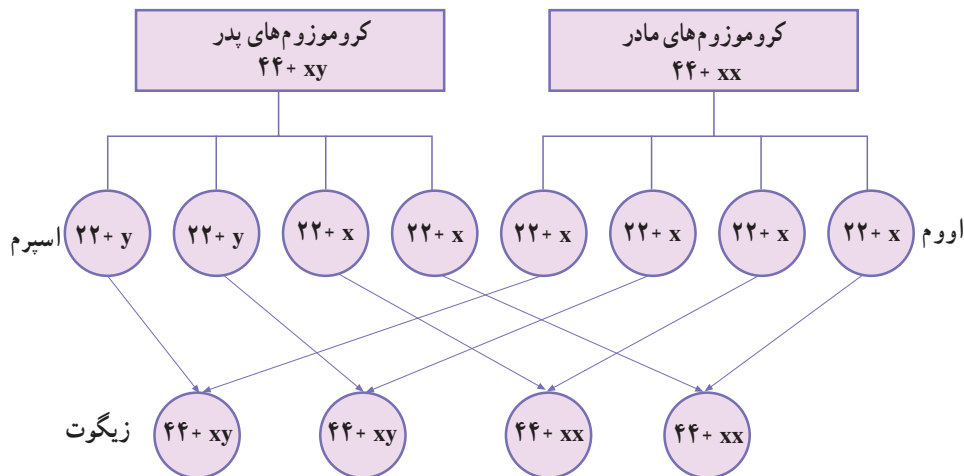 کروموزوم‌های مادر
۴۴+ xx
کروموزوم‌های پدر
۴۴+ xy
اسپرم
۲۲+ y
۲۲+ y
۲۲+ x
۲۲+ x
۲۲+ x
۲۲+ x
۲۲+ x
۲۲+ x
اووم
زیگوت
۴۴+ xy
۴۴+ xy
۴۴+ xx
۴۴+ xx